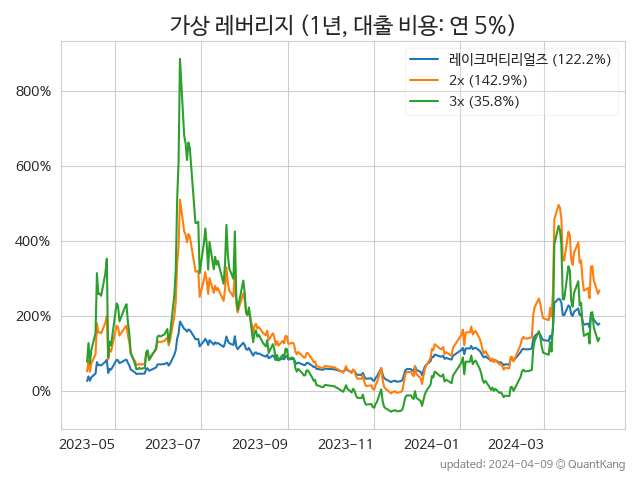 가상 레버리지 (1년, 대출 비용: 연 5%)
레이크머티리얼즈 (122.2%)
2x (142.9%)
3x (35.8%)
800%
600%
400%
200%
0%
2023-05 2023-07 2023-09 2023-11 2024-01 2024-03
updated: 2024-04-09 © QuantKang